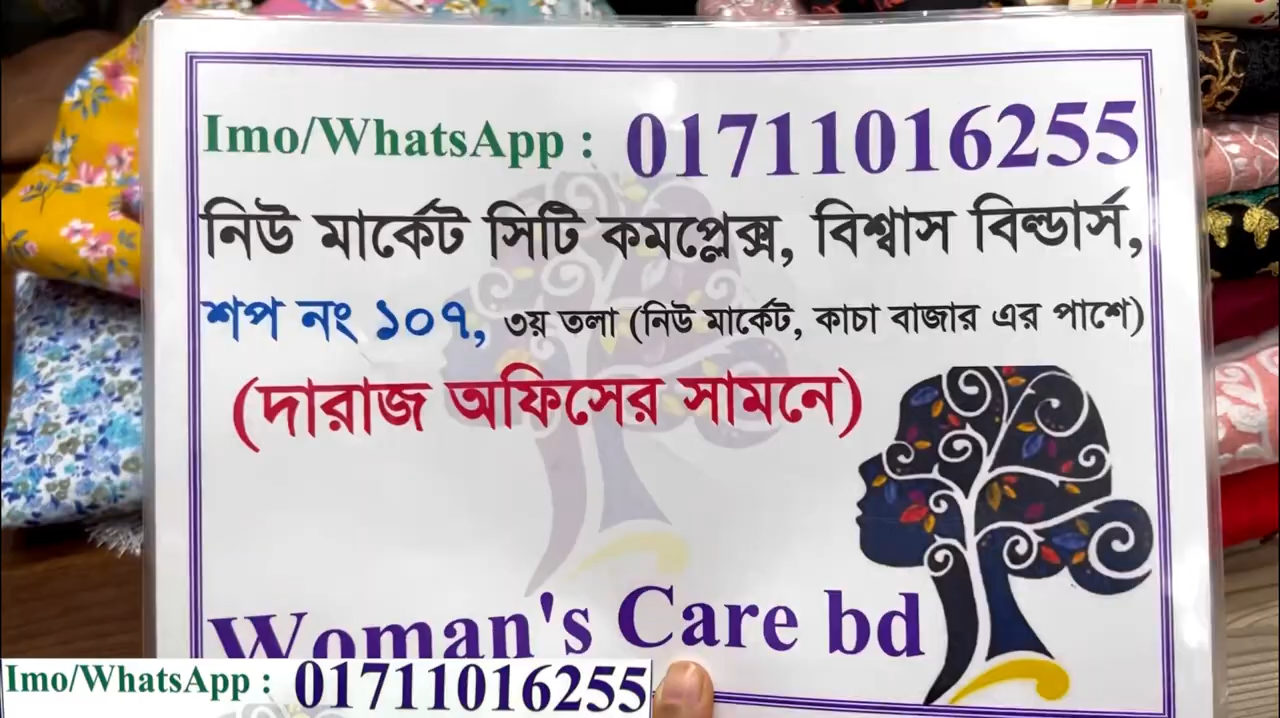 Imo/WhatsApp : 01711016255
নিউ মার্কেট সিটি কমপ্লেক্স, বিশ্বাস বিল্ডার্স,
শপ নং ১০৭, ৩য় তলা (নিউ মার্কেট, কাচা বাজার এর পাশে)
(দারাজ অফিসের সামনে)
Woman's Care bd
Imo/WhatsApp : 01711016255